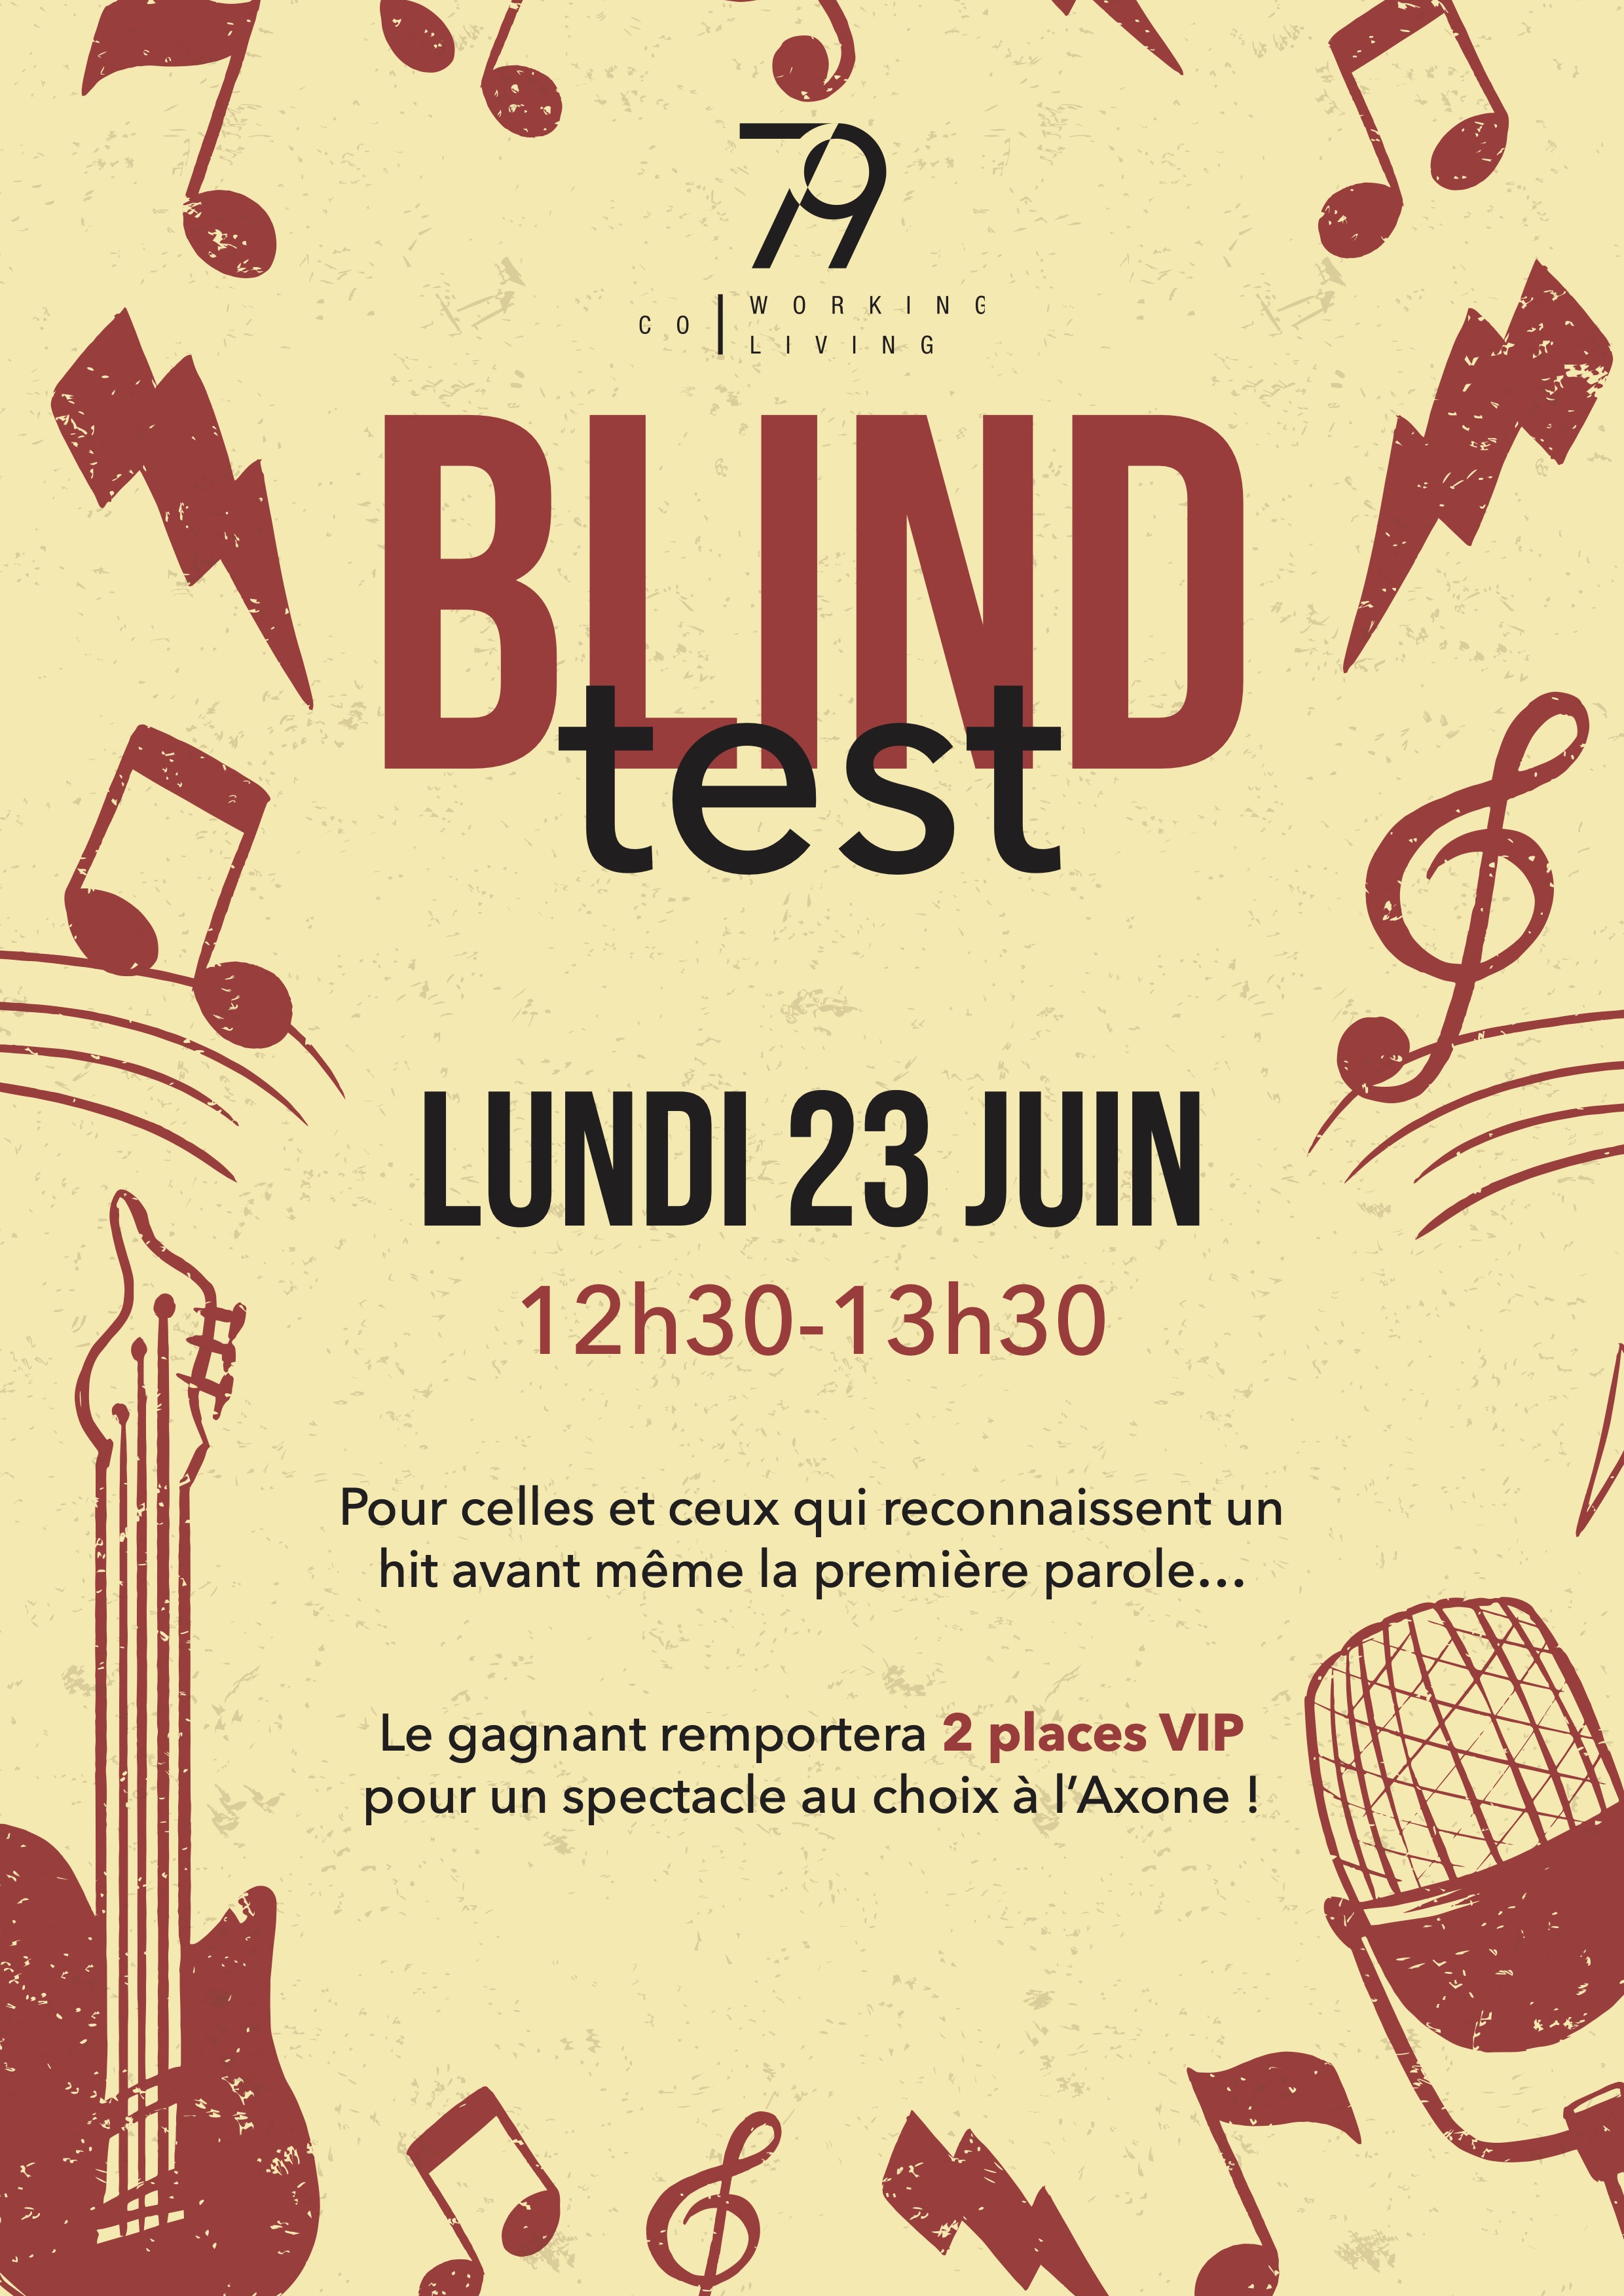 79
CO
WORKING
LIVING
BLIND
test
LUNDI 23 JUIN
12h30-13h30
Pour celles et ceux qui reconnaissent un
hit avant même la première parole...
Le gagnant remportera 2 places VIP
pour un spectacle au choix à l’Axone !